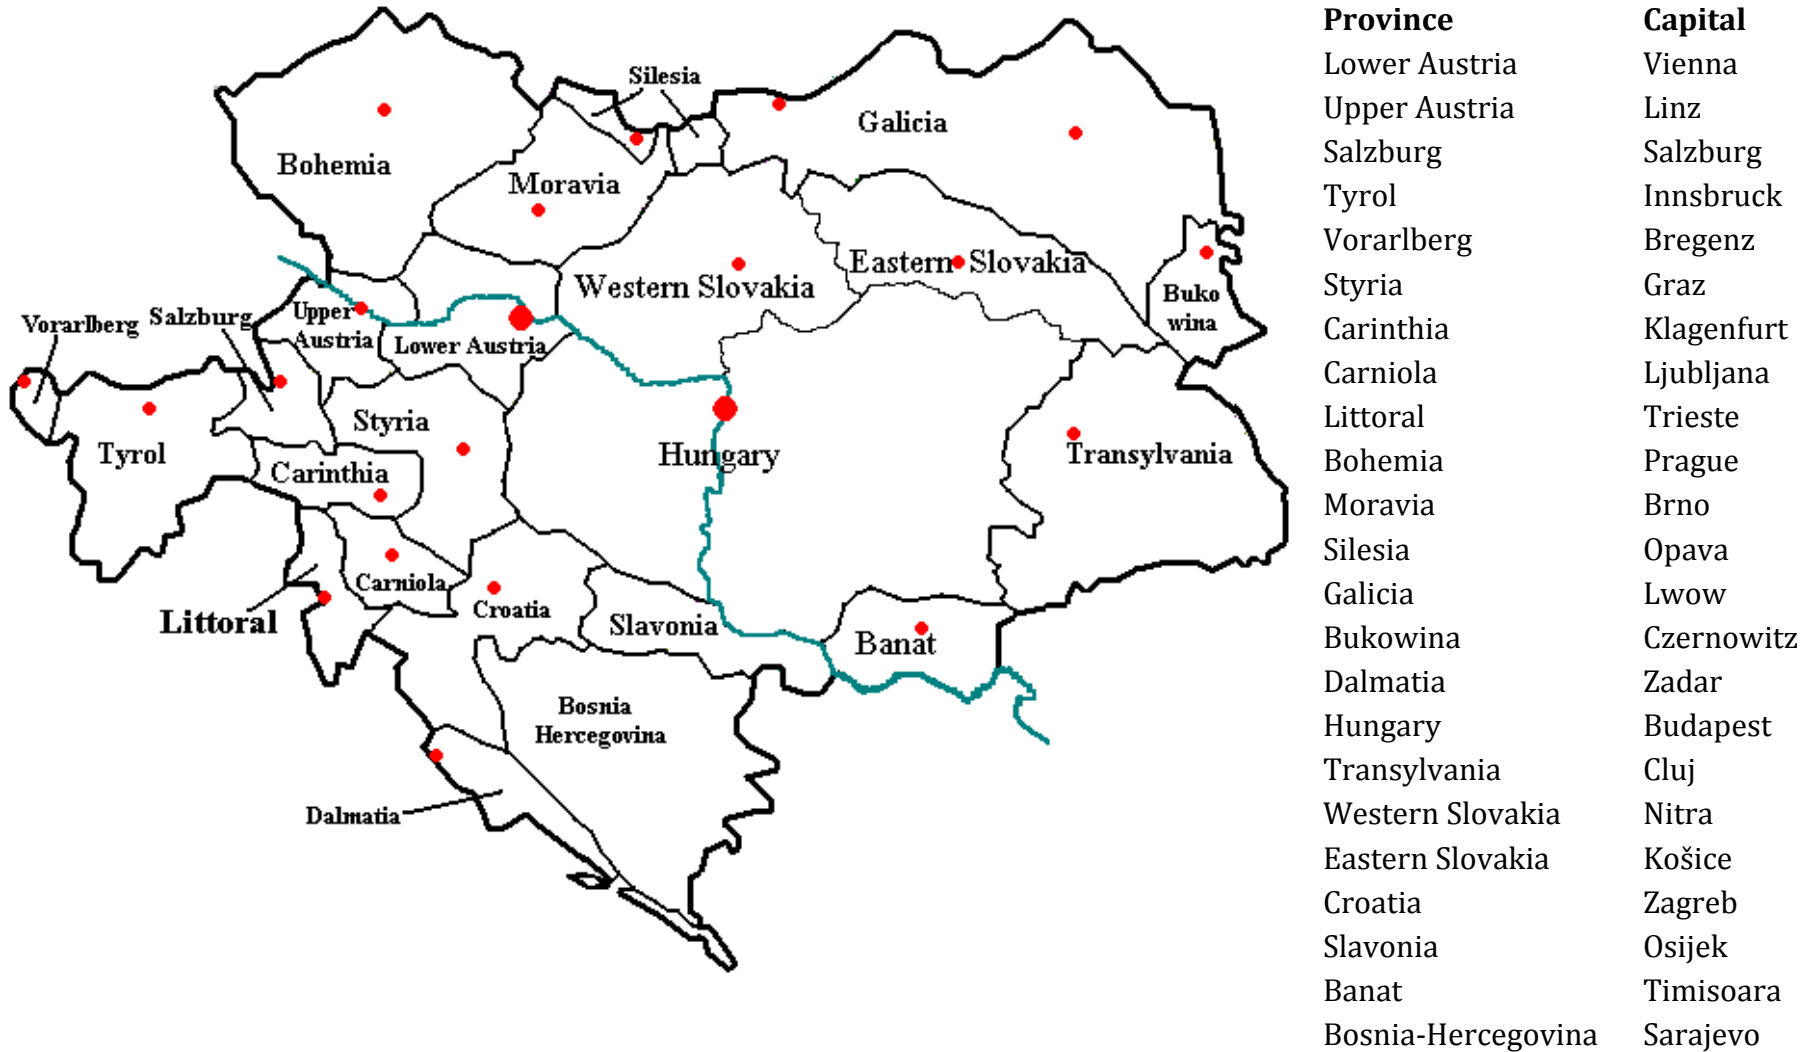 Silesia
Galicia
Bohemia
Moravia
Eastern Slovakia
Western Slovakia
Buko
wina
Upper
Austria
Vorarlberg
Salzburg
Lower Austria
Styria
Tyrol
Carinthia
Hungary
Transylvania
Carniola
Croatia
Littoral
Slavonia
Banat
Bosnia
Hercegovina
Dalmatia
Province Capital
Lower Austria Vienna
Upper Austria Linz
Salzburg Salzburg
Tyrol Innsbruck
Vorarlberg Bregenz
Styria Graz
Carinthia Klagenfurt
Carniola Ljubljana
Littoral Trieste
Bohemia Prague
Moravia Brno
Silesia Opava
Galicia Lwow
Bukowina Czernowitz
Dalmatia Zadar
Hungary Budapest
Transylvania Cluj
Western Slovakia Nitra
Eastern Slovakia Košice
Croatia Zagreb
Slavonia Osijek
Banat Timisoara
Bosnia-Hercegovina Sarajevo